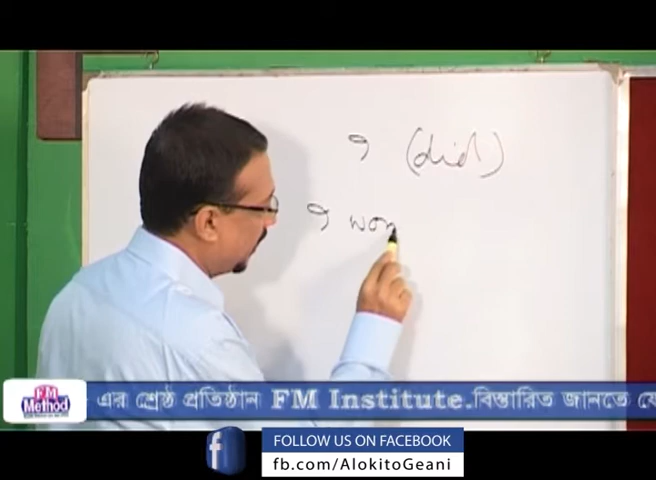 I (did)
I won
FM
Method
এর শ্রেষ্ঠ প্রতিষ্ঠান FM Institute.বিস্তারিত জানতে যো
FOLLOW US ON FACEBOOK
fb.com/AlokitoGeani